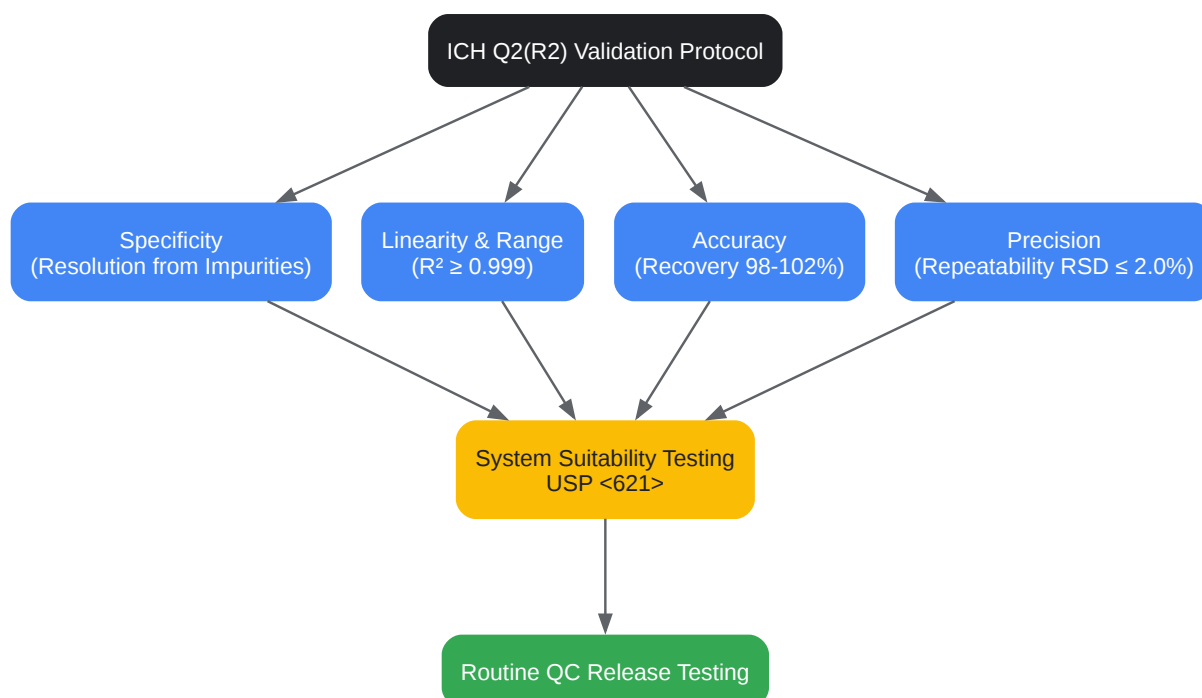 ICH Q2(R2) Validation Protocol
Specificity
(Resolution from Impurities)
Linearity & Range
(R² ≥ 0.999)
Accuracy
(Recovery 98-102%)
Precision
(Repeatability RSD ≤ 2.0%)
System Suitability Testing
USP <621>
Routine QC Release Testing